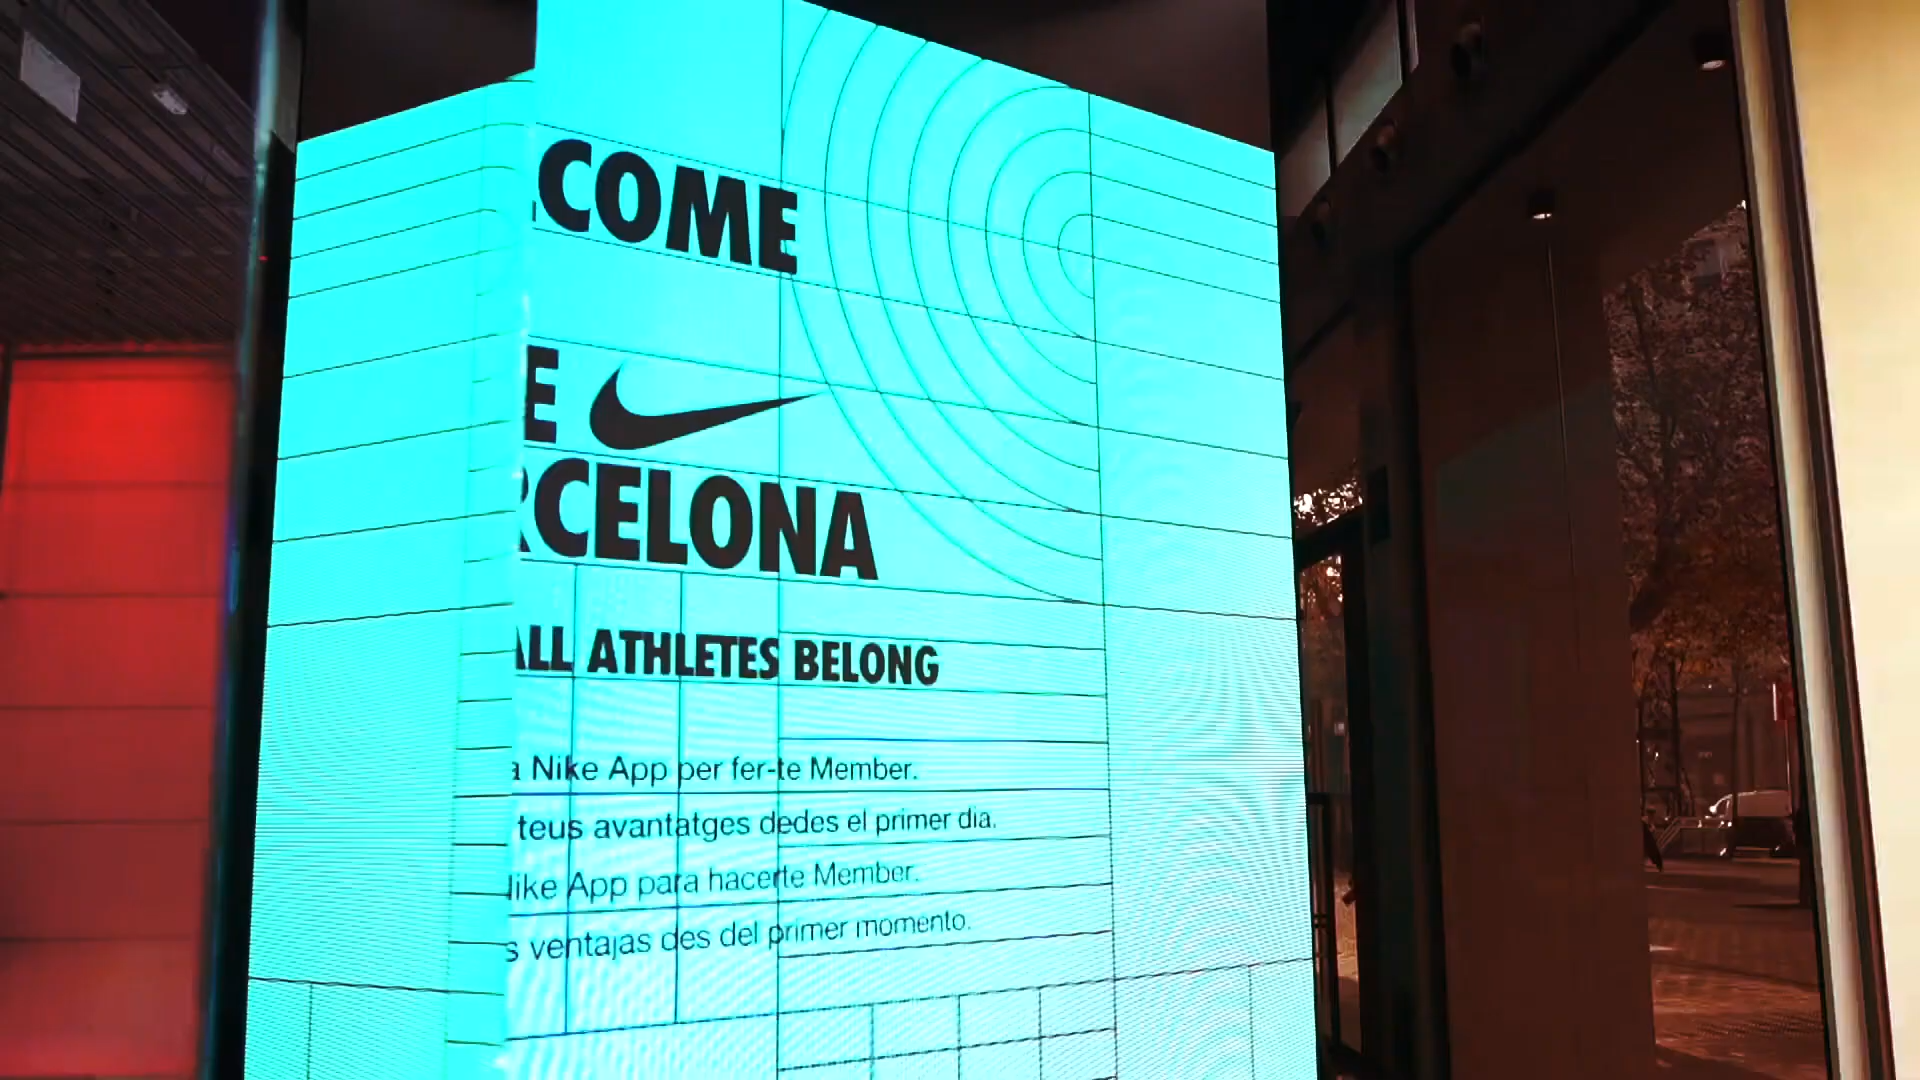 COME
E
RCELONA
ALL ATHLETES BELONG
a Nike App per fer-te Member.
teus avantatges dedes el primer dia.
Nike App para hacerte Member.
s ventajas des del primer momento.